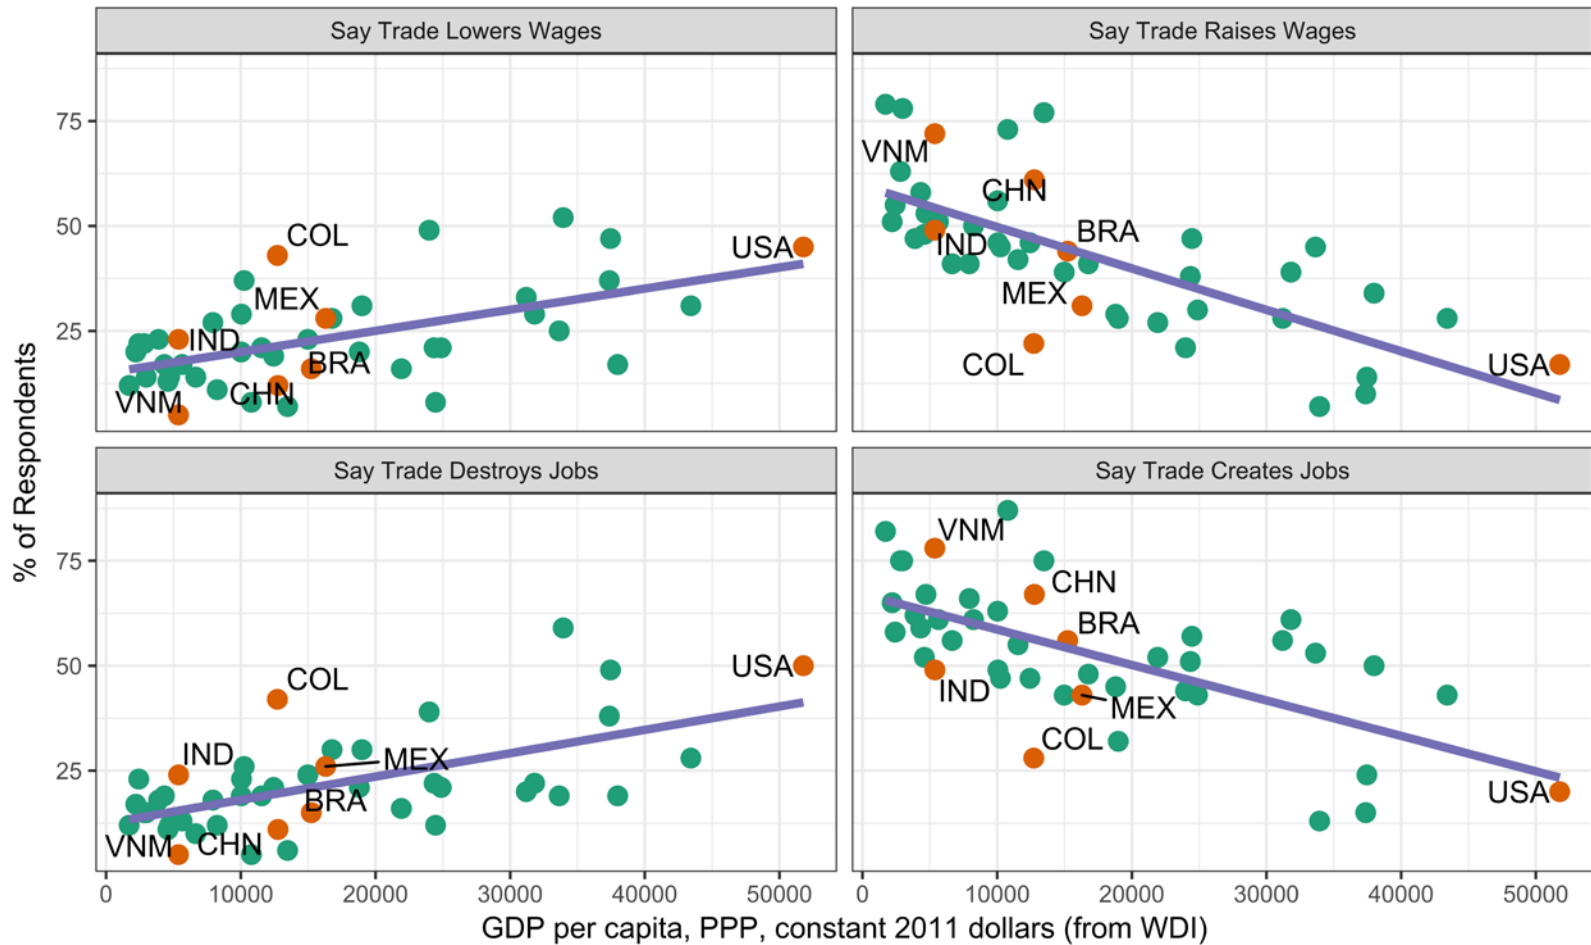 Say Trade Lowers Wages
Say Trade Raises Wages
% of Respondents
75
50
25
COL
MEX
IND
BRA
CHN
VNM
USA
VNM
CHN
BRA
IND
MEX
COL
USA
Say Trade Destroys Jobs
Say Trade Creates Jobs
75
50
25
COL
USA
IND
MEX
BRA
VNM
CHN
VNM
CHN
BRA
IND
MEX
COL
USA
0 10000 20000 30000 40000 50000
0 10000 20000 30000 40000 50000
GDP per capita, PPP, constant 2011 dollars (from WDI)